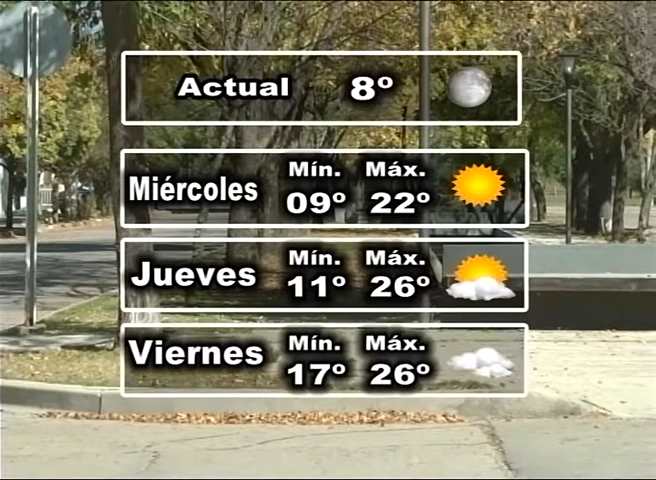 Actual 8º
Mín. Máx.
Miércoles 09º 22º
Mín. Máx.
Jueves 11º 26º
Mín. Máx.
Viernes 17º 26º